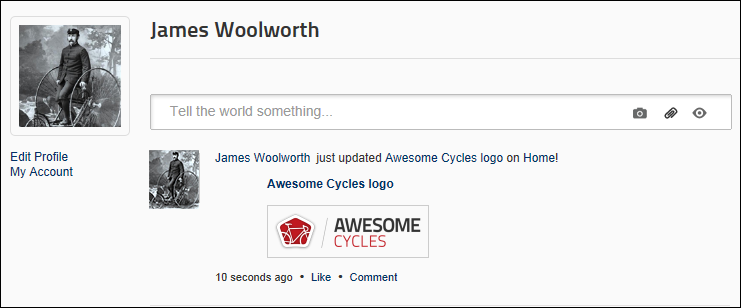 James Woolworth
Tell the world something...
Edit Profile
My Account
James Woolworth just updated Awesome Cycles logo on Home!
Awesome Cycles logo
AWESOME
CYCLES
10 seconds ago • Like • Comment